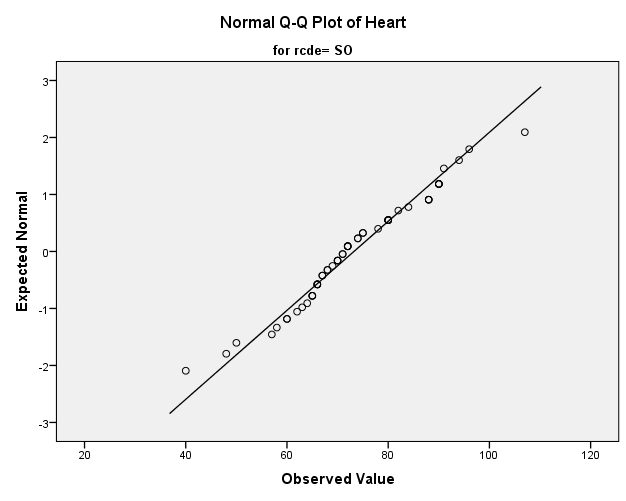 Normal Q-Q Plot of Heart
for rcde= SO
3
2
1
0
-1
-2
-3
Expected Normal
20 40 60 80 100 120
Observed Value